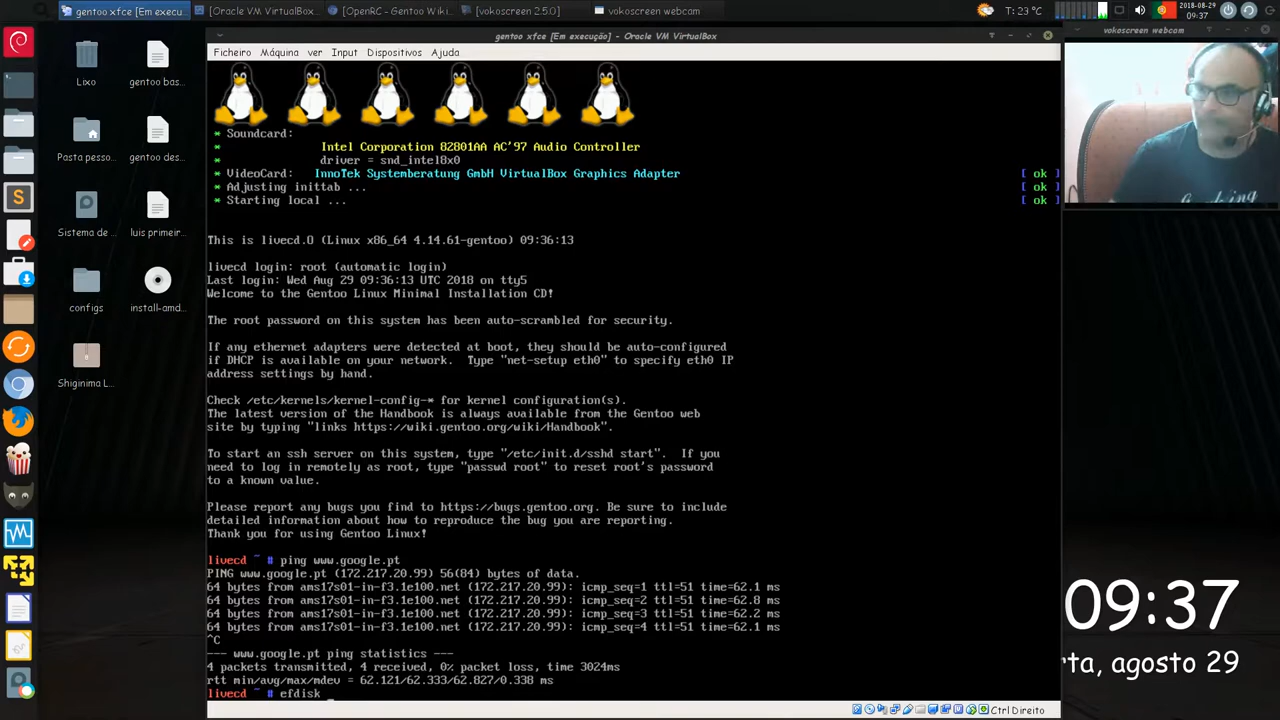 gentoo xfce [Em execu...
[Oracle VM VirtualBox]
[OpenRC - Gentoo Wiki...
[vokoscreen 2.5.0]
vokoscreen webcam
T: 23 °C
2018-08-29
09:37
gentoo xfce [Em execução] - Oracle VM VirtualBox
vokoscreen webcam
Ficheiro Máquina ver Input Dispositivos Ajuda
Lixo
gentoo bas...
Pasta pesso...
gentoo des...
Sistema de ...
luis primeir...
configs
install-amd...
Shiginima L...
* Soundcard:
* Intel Corporation 82801AA AC'97 Audio Controller
* driver = snd_intel8x0
* VideoCard: InnoTek Systemberatung GmbH VirtualBox Graphics Adapter [ ok ]
* Adjusting inittab ... [ ok ]
* Starting local ... [ ok ]
This is livecd.O (Linux x86_64 4.14.61-gentoo) 09:36:13
livecd login: root (automatic login)
Last login: Wed Aug 29 09:36:13 UTC 2018 on tty5
Welcome to the Gentoo Linux Minimal Installation CD!
The root password on this system has been auto-scrambled for security.
If any ethernet adapters were detected at boot, they should be auto-configured
if DHCP is available on your network. Type "net-setup eth0" to specify eth0 IP
address settings by hand.
Check /etc/kernels/kernel-config-* for kernel configuration(s).
The latest version of the Handbook is always available from the Gentoo web
site by typing "links https://wiki.gentoo.org/wiki/Handbook".
To start an ssh server on this system, type "/etc/init.d/sshd start". If you
need to log in remotely as root, type "passwd root" to reset root's password
to a known value.
Please report any bugs you find to https://bugs.gentoo.org. Be sure to include
detailed information about how to reproduce the bug you are reporting.
Thank you for using Gentoo Linux!
livecd ~ # ping www.google.pt
PING www.google.pt (172.217.20.99) 56(84) bytes of data.
64 bytes from ams17s01-in-f3.1e100.net (172.217.20.99): icmp_seq=1 ttl=51 time=62.1 ms
64 bytes from ams17s01-in-f3.1e100.net (172.217.20.99): icmp_seq=2 ttl=51 time=62.8 ms
64 bytes from ams17s01-in-f3.1e100.net (172.217.20.99): icmp_seq=3 ttl=51 time=62.2 ms
64 bytes from ams17s01-in-f3.1e100.net (172.217.20.99): icmp_seq=4 ttl=51 time=62.1 ms
^C
--- www.google.pt ping statistics ---
4 packets transmitted, 4 received, 0% packet loss, time 3024ms
rtt min/avg/max/mdev = 62.121/62.333/62.827/0.338 ms
livecd ~ # efdisk _
09:37
rta, agosto 29
Ctrl Direito